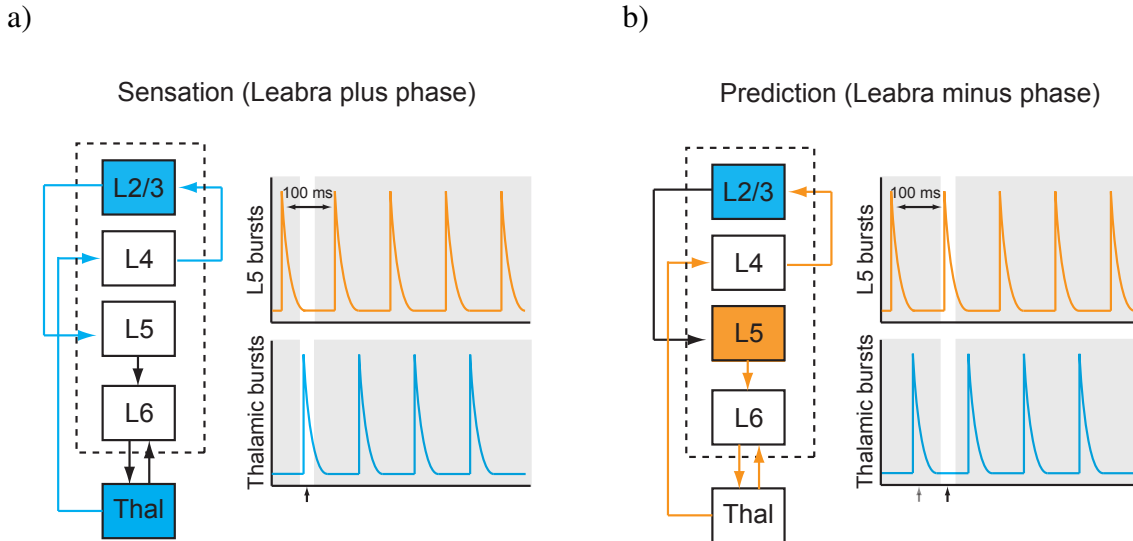 a)
Sensation (Leabra plus phase)
L2/3
L4
L5
L6
Thal
100 ms
L5 bursts
Thalamic bursts
b)
Prediction (Leabra minus phase)
L2/3
L4
L5
L6
Thal
100 ms
L5 bursts
Thalamic bursts